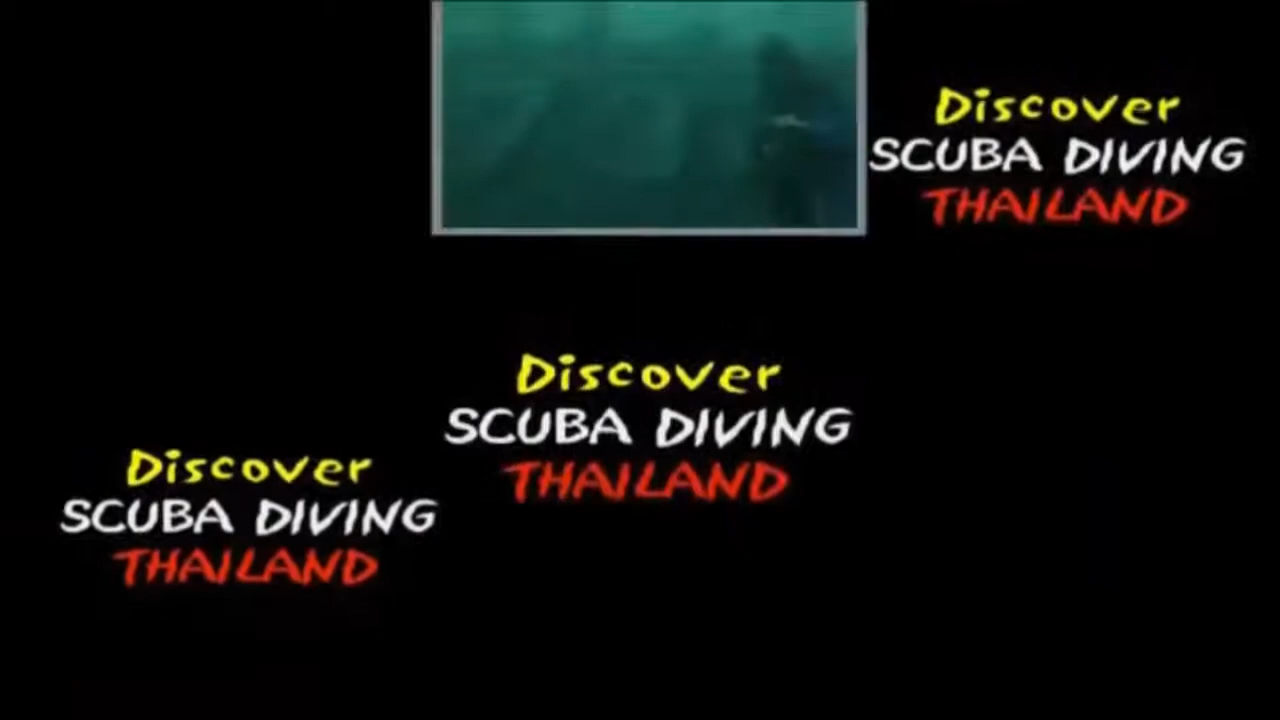 Discover
SCUBA DIVING
THAILAND
Discover
SCUBA DIVING
THAILAND
Discover
SCUBA DIVING
THAILAND